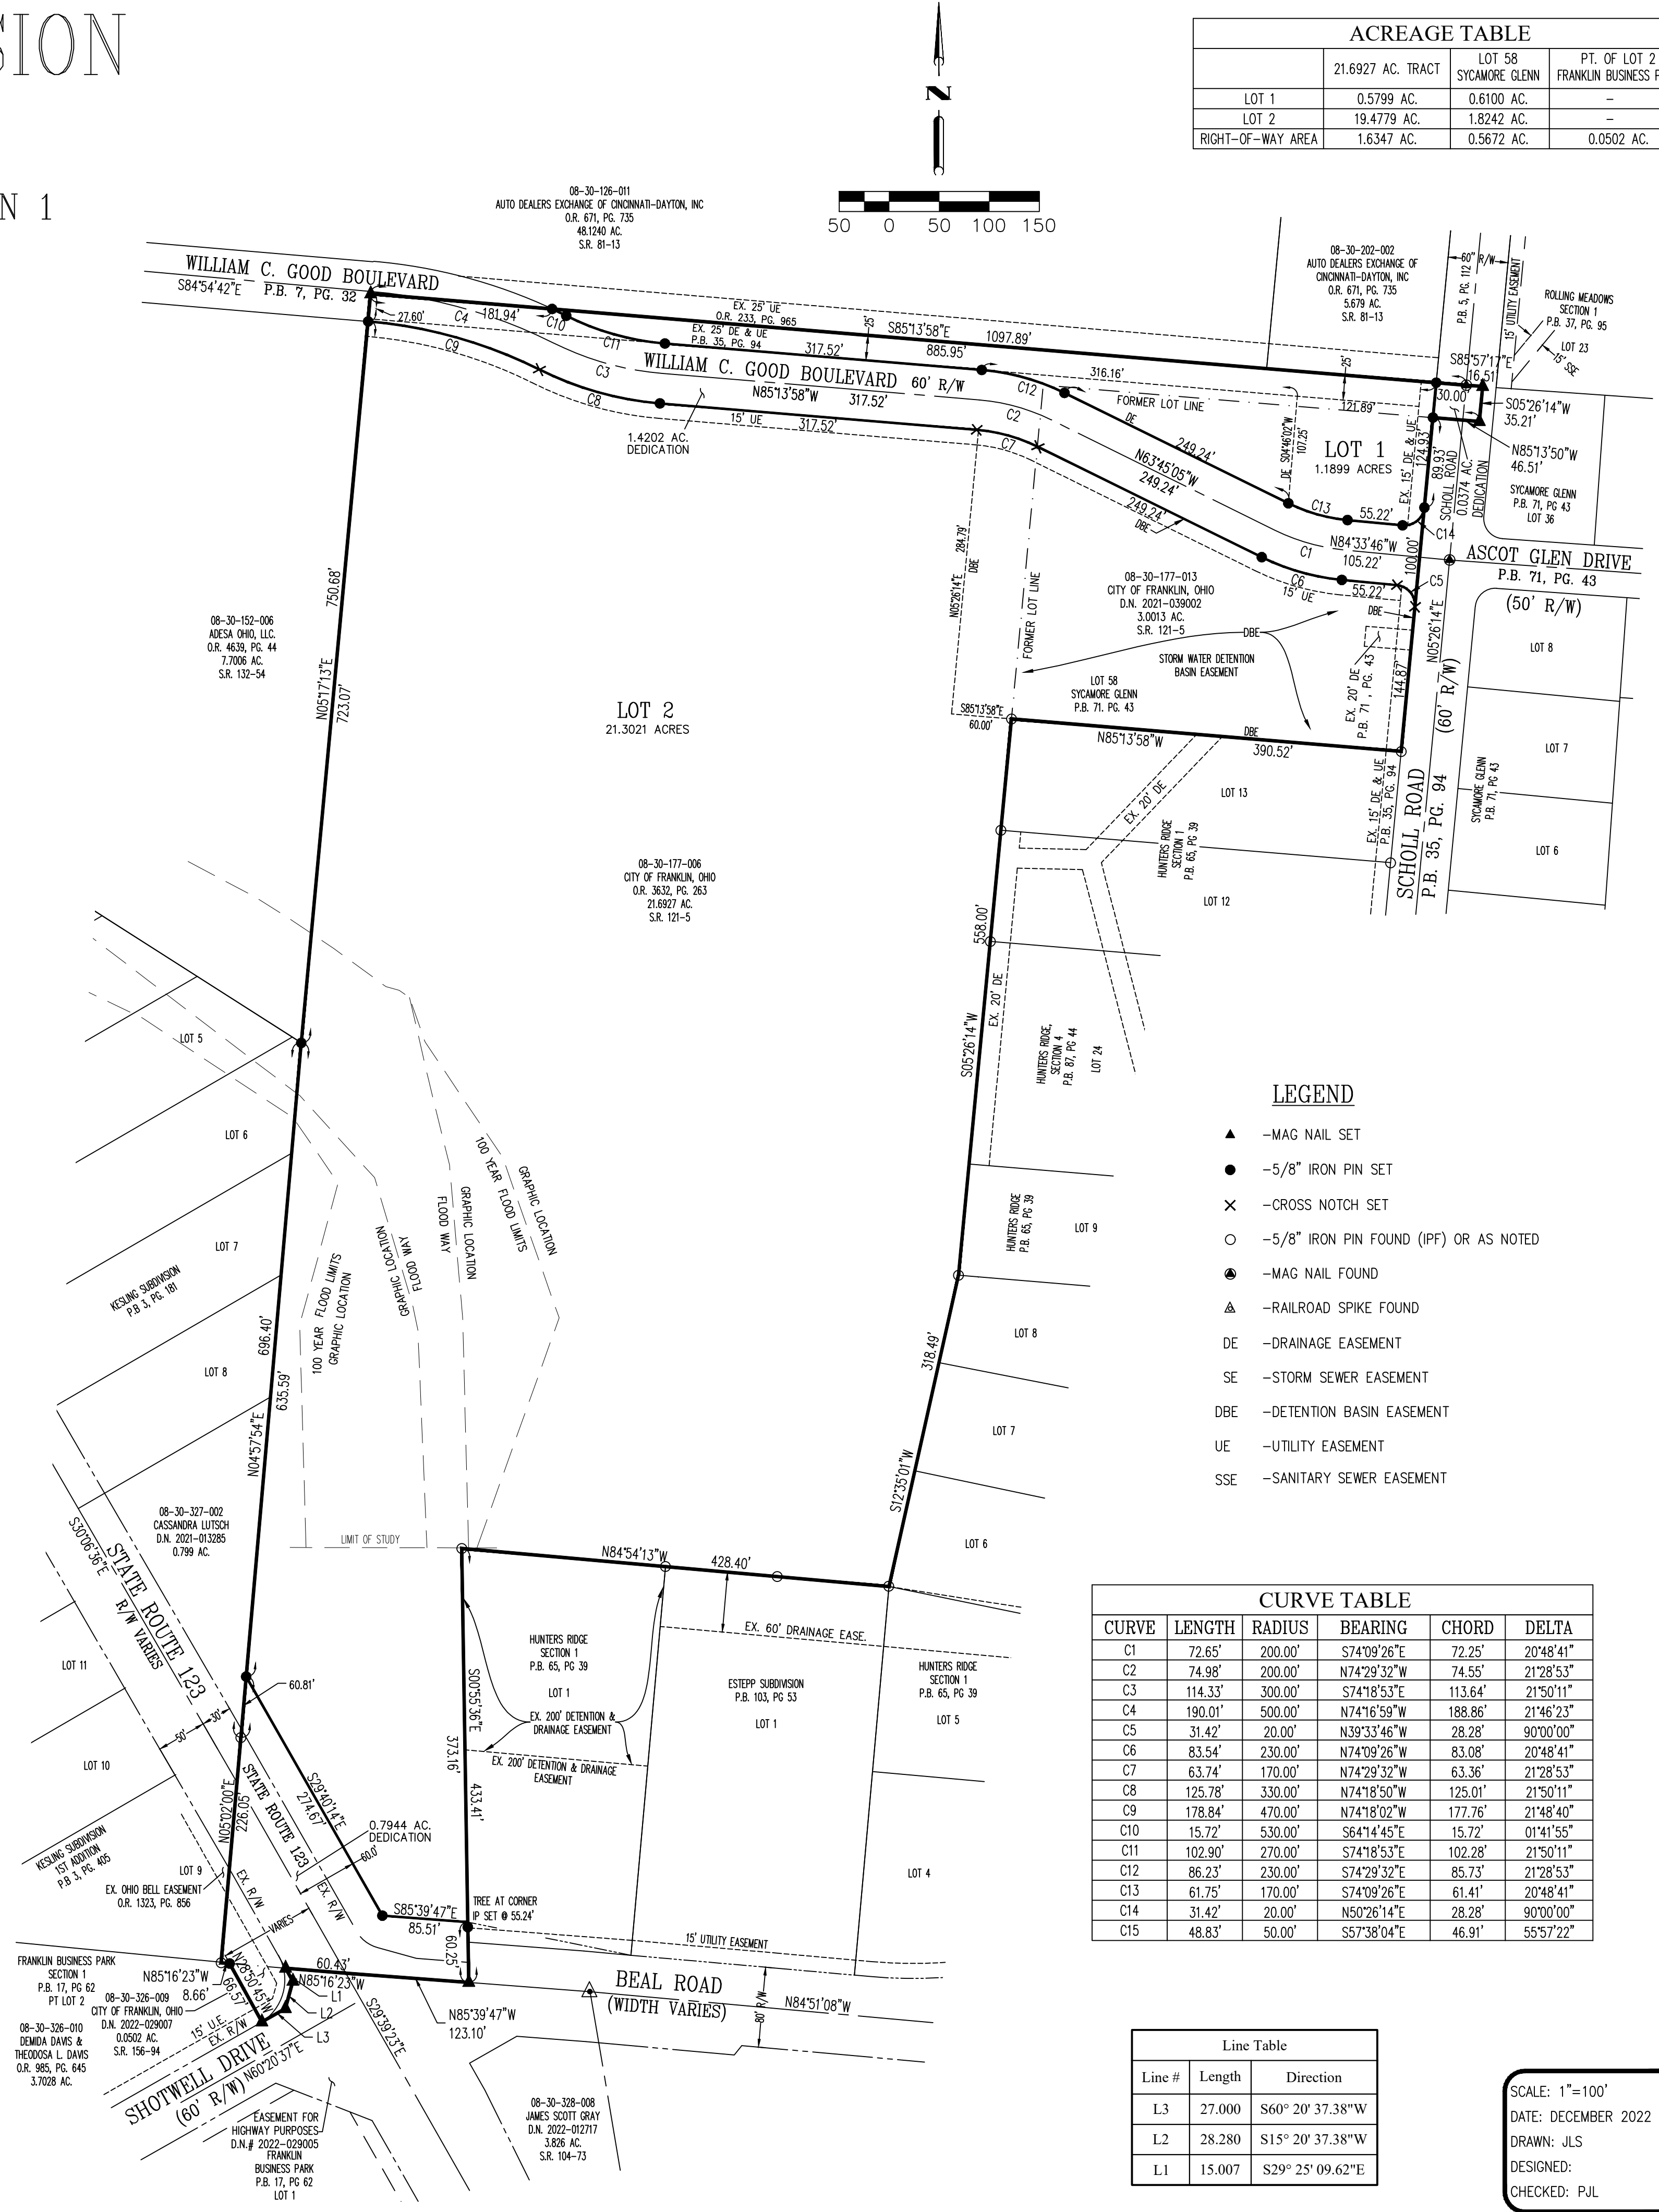 SION
N 1
N
50 0 50 100 150
ACREAGE TABLE
21.6927 AC. TRACT
LOT 58
SYCAMORE GLENN
PT. OF LOT 2
FRANKLIN BUSINESS P
LOT 1 0.5799 AC. 0.6100 AC. –
LOT 2 19.4779 AC. 1.8242 AC. –
RIGHT-OF-WAY AREA 1.6347 AC. 0.5672 AC. 0.0502 AC.
08-30-126-011
AUTO DEALERS EXCHANGE OF CINCINNATI-DAYTON, INC
O.R. 671, PG. 735
48.1240 AC.
S.R. 81-13
08-30-202-002
AUTO DEALERS EXCHANGE OF
CINCINNATI-DAYTON, INC
O.R. 671, PG. 735
5.679 AC.
S.R. 81-13
60' R/W
P.B. 5, PG. 112
15' UTILITY EASEMENT
ROLLING MEADOWS
SECTION 1
P.B. 37, PG. 95
LOT 23
15' SSE
WILLIAM C. GOOD BOULEVARD
S84°54'42"E P.B. 7, PG. 32
27.60'
C4
181.94'
C10
C9
C11
C3
C8
EX. 25' UE
O.R. 233, PG. 965
EX. 25' DE & UE
P.B. 35, PG. 94
25'
S85°13'58"E
1097.89'
317.52'
885.95'
WILLIAM C. GOOD BOULEVARD 60' R/W
N85°13'58"W
317.52'
15' UE
317.52'
1.4202 AC.
DEDICATION
316.16'
C12
C2
C7
FORMER LOT LINE
DE
249.24'
N63°45'05"W
249.24'
249.24'
DBE
25'
121.89'
DE S04°46'02"W
107.25'
LOT 1
1.1899 ACRES
EX. 15' DE & UE
124.93'
89.93'
SCHOLL ROAD
0.0374 AC.
DEDICATION
S85°57'17"E
16.51'
30.00'
S05°26'14"W
35.21'
N85°13'50"W
46.51'
SYCAMORE GLENN
P.B. 71, PG 43
LOT 36
C13
55.22'
C14
C1
N84°33'46"W
105.22'
100.00'
C6
55.22'
C5
15' UE
ASCOT GLEN DRIVE
P.B. 71, PG. 43
(50' R/W)
N05°26'14"E
284.79'
DBE
FORMER LOT LINE
08-30-177-013
CITY OF FRANKLIN, OHIO
D.N. 2021-039002
3.0013 AC.
S.R. 121-5
DBE
DBE
STORM WATER DETENTION
BASIN EASEMENT
LOT 58
SYCAMORE GLENN
P.B. 71. PG. 43
EX. 20' DE
P.B. 71 , PG. 43
144.87'
N05°26'14"E
(60' R/W)
LOT 8
LOT 7
LOT 6
SYCAMORE GLENN
P.B. 71, PG 43
S85°13'58"E
60.00'
N85°13'58"W
DBE
390.52'
EX. 15' DE & UE
P.B. 35, PG. 94
SCHOLL ROAD
P.B. 35, PG. 94
08-30-152-006
ADESA OHIO, LLC.
O.R. 4639, PG. 44
7.7006 AC.
S.R. 132-54
750.68'
N05°17'13"E
723.07'
LOT 2
21.3021 ACRES
08-30-177-006
CITY OF FRANKLIN, OHIO
O.R. 3632, PG. 263
21.6927 AC.
S.R. 121-5
EX. 20' DE
LOT 13
HUNTERS RIDGE
SECTION 1
P.B. 65, PG 39
LOT 12
558.00'
EX. 20' DE
S05°26'14"W
HUNTERS RIDGE,
SECTION 4
P.B. 87, PG 44
LOT 24
HUNTERS RIDGE
P.B. 65, PG 39
LOT 9
LOT 8
LOT 7
LOT 6
318.49'
S12°35'01"W
LOT 5
LOT 6
LOT 7
KESLING SUBDIVISION
P.B 3, PG. 181
LOT 8
696.40'
635.59'
N04°57'54"E
100 YEAR FLOOD LIMITS
GRAPHIC LOCATION
FLOOD WAY
GRAPHIC LOCATION
GRAPHIC LOCATION
FLOOD WAY
GRAPHIC LOCATION
100 YEAR FLOOD LIMITS
LEGEND
-MAG NAIL SET
-5/8" IRON PIN SET
-CROSS NOTCH SET
-5/8" IRON PIN FOUND (IPF) OR AS NOTED
-MAG NAIL FOUND
-RAILROAD SPIKE FOUND
DE -DRAINAGE EASEMENT
SE -STORM SEWER EASEMENT
DBE -DETENTION BASIN EASEMENT
UE -UTILITY EASEMENT
SSE -SANITARY SEWER EASEMENT
08-30-327-002
CASSANDRA LUTSCH
D.N. 2021-013285
0.799 AC.
LIMIT OF STUDY
N84°54'13"W
428.40'
S30°06'36"E
STATE ROUTE 123
R/W VARIES
LOT 11
LOT 10
50'
30'
60.81'
STATE ROUTE 123
N05°02'00"E
226.05'
S29°40'14"E
274.67'
0.7944 AC.
DEDICATION
60.0'
HUNTERS RIDGE
SECTION 1
P.B. 65, PG 39
LOT 1
EX. 200' DETENTION &
DRAINAGE EASEMENT
EX. 200' DETENTION & DRAINAGE
EASEMENT
S00°55'36"E
373.16'
433.41'
EX. 60' DRAINAGE EASE.
ESTEPP SUBDIVISION
P.B. 103, PG 53
LOT 1
HUNTERS RIDGE
SECTION 1
P.B. 65, PG 39
LOT 5
LOT 4
KESLING SUBDIVISION
1ST ADDITION
P.B 3, PG. 405
LOT 9
EX. OHIO BELL EASEMENT
O.R. 1323, PG. 856
EX. R/W
EX. R/W
VARIES
S85°39'47"E
85.51'
TREE AT CORNER
IP SET @ 55.24'
60.25'
15' UTILITY EASEMENT
FRANKLIN BUSINESS PARK
SECTION 1
P.B. 17, PG 62
PT LOT 2
N85°16'23"W
8.66'
N28°50'45"W
66.57'
60.43'
N85°16'23"W
L1
L2
L3
N85°39'47"W
123.10'
BEAL ROAD
(WIDTH VARIES)
80' R/W
N84°51'08"W
08-30-326-009
CITY OF FRANKLIN, OHIO
D.N. 2022-029007
0.0502 AC.
S.R. 156-94
08-30-326-010
DEMIDA DAVIS &
THEODOSA L. DAVIS
O.R. 985, PG. 645
3.7028 AC.
15' U.E.
EX. R/W
SHOTWELL DRIVE
(60' R/W) N60°20'37"E
S29°39'23"E
EASEMENT FOR
HIGHWAY PURPOSES
D.N.# 2022-029005
FRANKLIN
BUSINESS PARK
P.B. 17, PG 62
LOT 1
08-30-328-008
JAMES SCOTT GRAY
D.N. 2022-012717
3.826 AC.
S.R. 104-73
CURVE TABLE
CURVE LENGTH RADIUS BEARING CHORD DELTA
C1 72.65' 200.00' S74°09'26"E 72.25' 20°48'41"
C2 74.98' 200.00' N74°29'32"W 74.55' 21°28'53"
C3 114.33' 300.00' S74°18'53"E 113.64' 21°50'11"
C4 190.01' 500.00' N74°16'59"W 188.86' 21°46'23"
C5 31.42' 20.00' N39°33'46"W 28.28' 90°00'00"
C6 83.54' 230.00' N74°09'26"W 83.08' 20°48'41"
C7 63.74' 170.00' N74°29'32"W 63.36' 21°28'53"
C8 125.78' 330.00' N74°18'50"W 125.01' 21°50'11"
C9 178.84' 470.00' N74°18'02"W 177.76' 21°48'40"
C10 15.72' 530.00' S64°14'45"E 15.72' 01°41'55"
C11 102.90' 270.00' S74°18'53"E 102.28' 21°50'11"
C12 86.23' 230.00' S74°29'32"E 85.73' 21°28'53"
C13 61.75' 170.00' S74°09'26"E 61.41' 20°48'41"
C14 31.42' 20.00' N50°26'14"E 28.28' 90°00'00"
C15 48.83' 50.00' S57°38'04"E 46.91' 55°57'22"
Line Table
Line # Length Direction
L3 27.000 S60° 20' 37.38"W
L2 28.280 S15° 20' 37.38"W
L1 15.007 S29° 25' 09.62"E
SCALE: 1"=100'
DATE: DECEMBER 2022
DRAWN: JLS
DESIGNED:
CHECKED: PJL